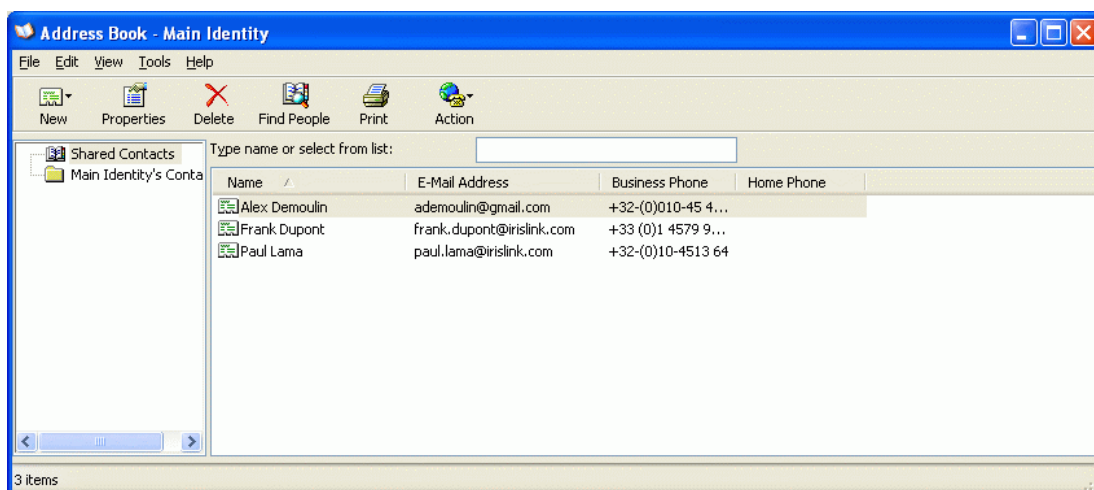 Address Book - Main Identity
File Edit View Tools Help
New Properties Delete Find People Print Action
Shared Contacts
Main Identity's Conta
Type name or select from list:
Name E-Mail Address Business Phone Home Phone
Alex Demoulin ademoulin@gmail.com +32-(0)010-45 4...
Frank Dupont frank.dupont@irislink.com +33 (0)1 4579 9...
Paul Lama paul.lama@irislink.com +32-(0)10-4513 64
3 items